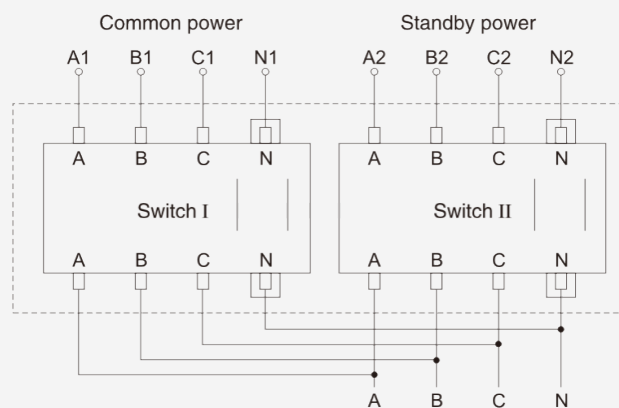 Common power Standby power
A1 B1 C1 N1 A2 B2 C2 N2
A B C N A B C N
Switch I Switch II
A B C N A B C N
A B C N